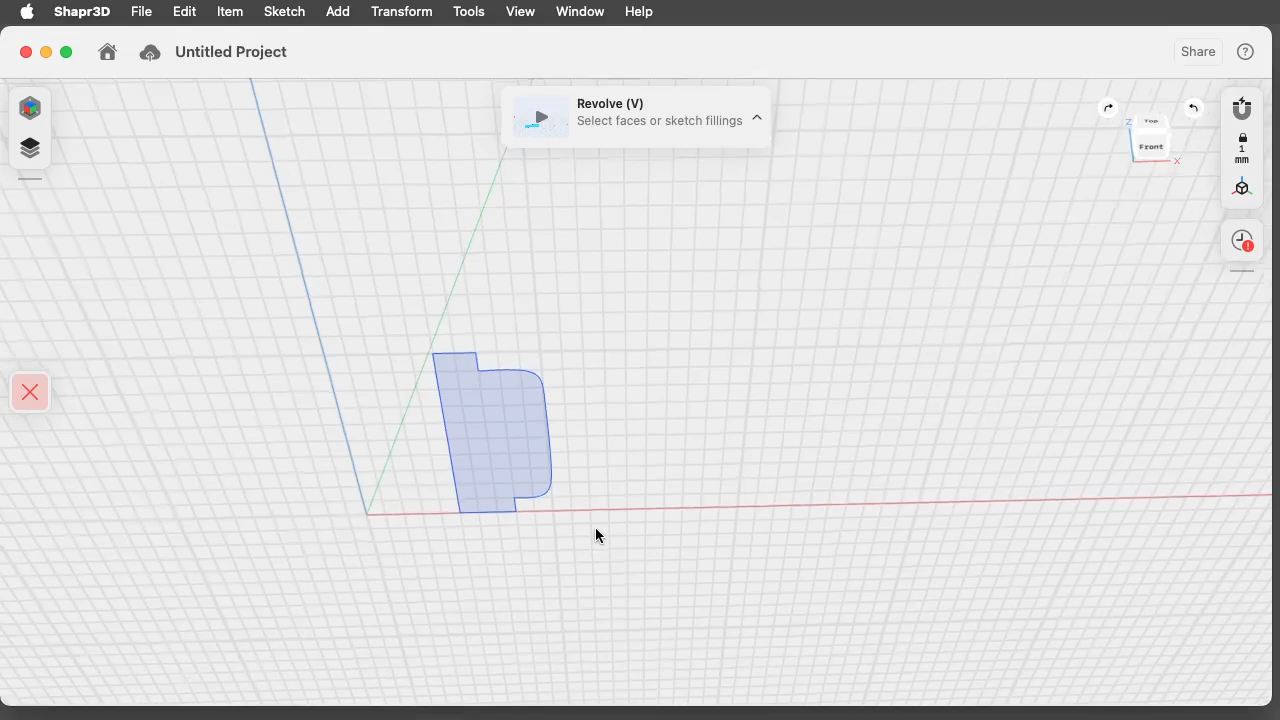 Shapr3D File Edit Item Sketch Add Transform Tools View Window Help
Untitled Project
Share
?
Revolve (V)
Select faces or sketch fillings
Top
Z
Front
X
1
mm
!